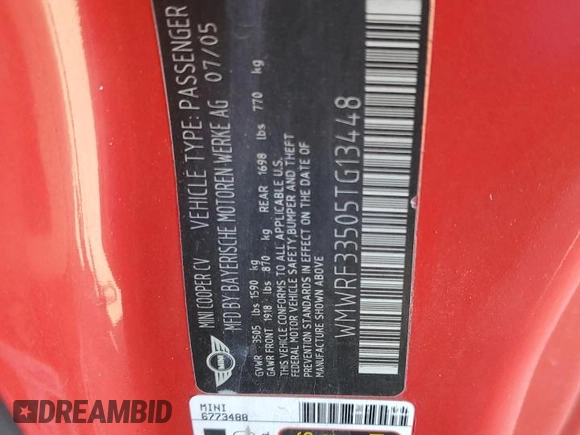 MINI COOPER CV VEHICLE TYPE: PASSENGER
MFD BY BAYERISCHE MOTOREN WERKE AG 07/05
GVWR 3505 lbs 1590 kg
GAWR FRONT 1918 lbs 870 kg REAR 1698 lbs 770 kg
THIS VEHICLE CONFORMS TO ALL APPLICABLE U.S.
FEDERAL MOTOR VEHICLE SAFETY,BUMPER AND THEFT
PREVENTION STANDARDS IN EFFECT ON THE DATE OF
MANUFACTURE SHOWN ABOVE
WMWRF33505TG13448
MINI
MINI
6773488
DREAMBID